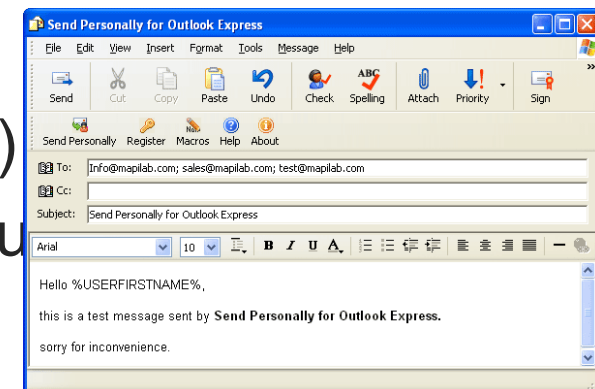 Send Personally for Outlook Express
File Edit View Insert Format Tools Message Help
Send Cut Copy Paste Undo Check Spelling Attach Priority Sign
Send Personally Register Macros Help About
)
To: Info@mapilab.com; sales@mapilab.com; test@mapilab.com
Cc:
Subject: Send Personally for Outlook Express
u
Arial 10 B I U A
Hello %USERFIRSTNAME%,
this is a test message sent by Send Personally for Outlook Express.
sorry for inconvenience.